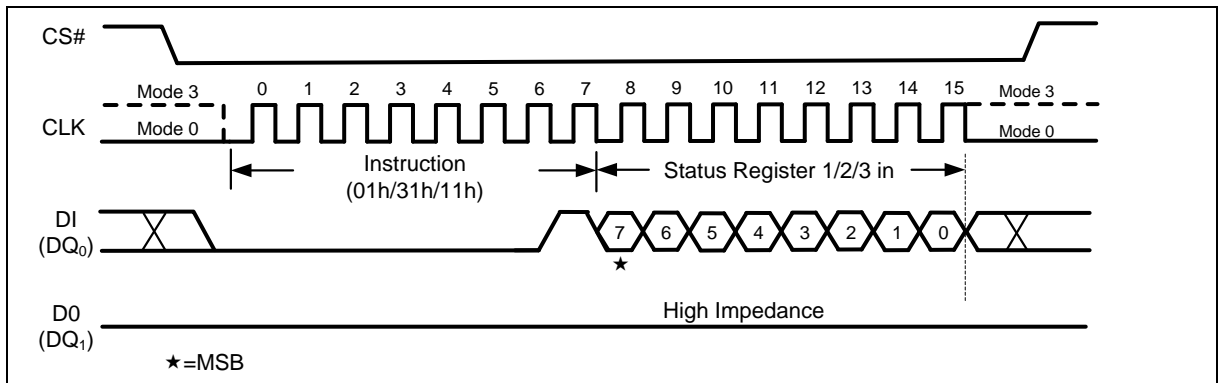 CS#
Mode 3 0 1 2 3 4 5 6 7 8 9 10 11 12 13 14 15 Mode 3
CLK Mode 0 Mode 0
Instruction Status Register 1/2/3 in
(01h/31h/11h)
DI
(DQ0) 7 6 5 4 3 2 1 0
★
D0 High Impedance
(DQ1)
★=MSB